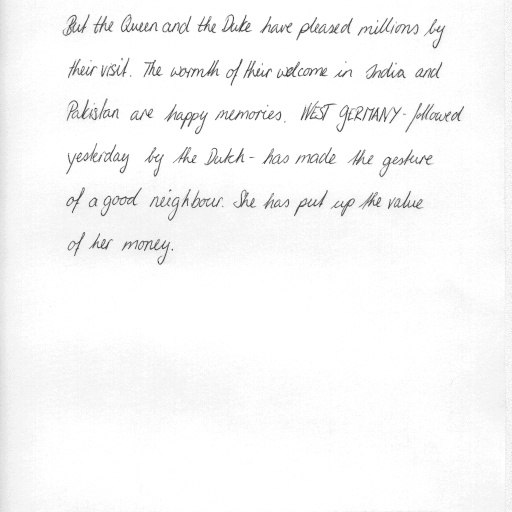 But the Queen and the Duke have pleased millions by
their visit. The warmth of their welcome in India and
Pakistan are happy memories. WEST GERMANY - followed
yesterday by the Dutch - has made the gesture
of a good neighbour. She has put up the value
of her money.